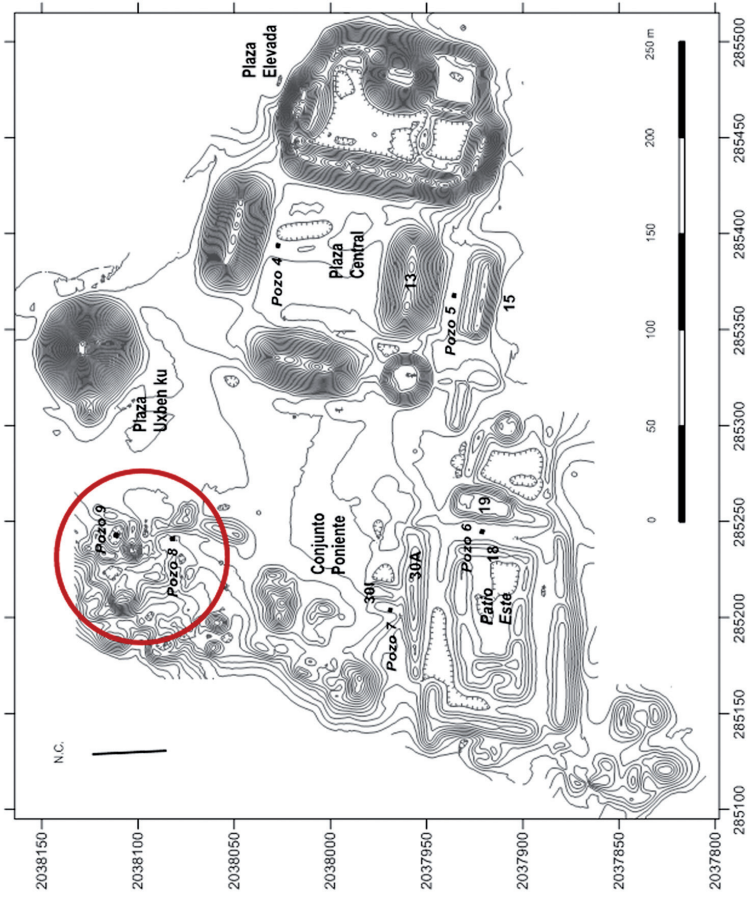 Plaza
Elevada
Pozo 4
Plaza
Central
13
Pozo 5
15
Plaza
Uxben ku
Pozo 9
Pozo 8
Conjunto
Poniente
30I
30A
Pozo 7
19
Pozo 6
18
Patio
Este
N.C.
0
50
100
150
200
250 m
2038150
2038100
2038050
2038000
2037950
2037900
2037850
2037800
285100
285150
285200
285250
285300
285350
285400
285450
285500